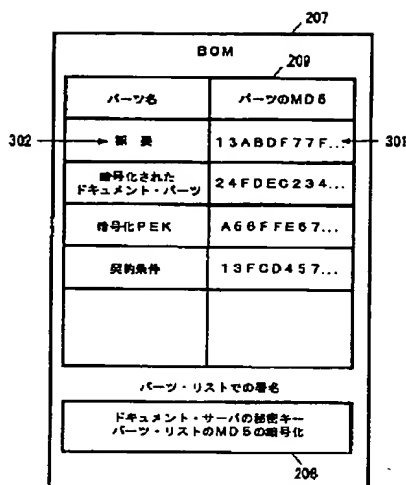 207
BOM
209
パーツ名 パーツのMD5
302 301
摘要 13ABDF77F...
暗号化された
ドキュメント・パーツ 24FDEC234...
暗号化PEK A66FFE67...
契約条件 13FCD457...
パーツ・リストでの署名
ドキュメント・サーバの秘密キー
パーツ・リストのMD5の暗号化
206